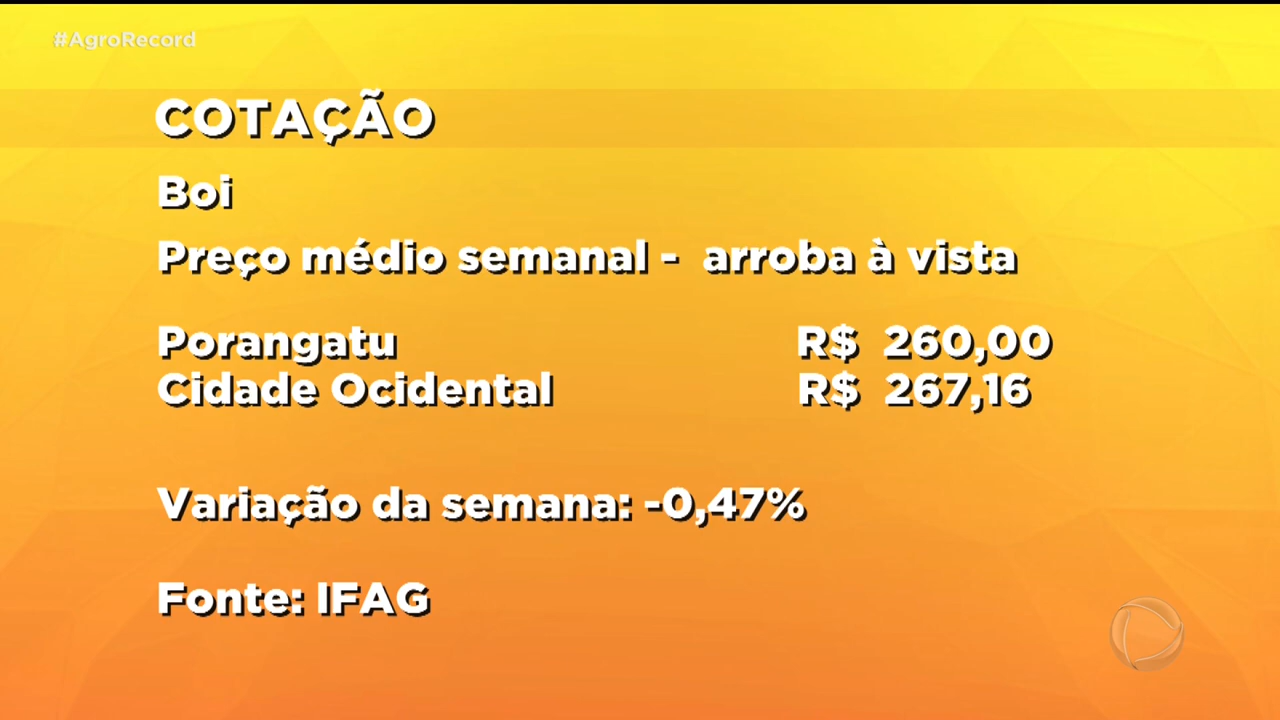 #AgroRecord
COTAÇÃO
Boi
Preço médio semanal - arroba à vista
Porangatu R$ 260,00
Cidade Ocidental R$ 267,16
Variação da semana: -0,47%
Fonte: IFAG